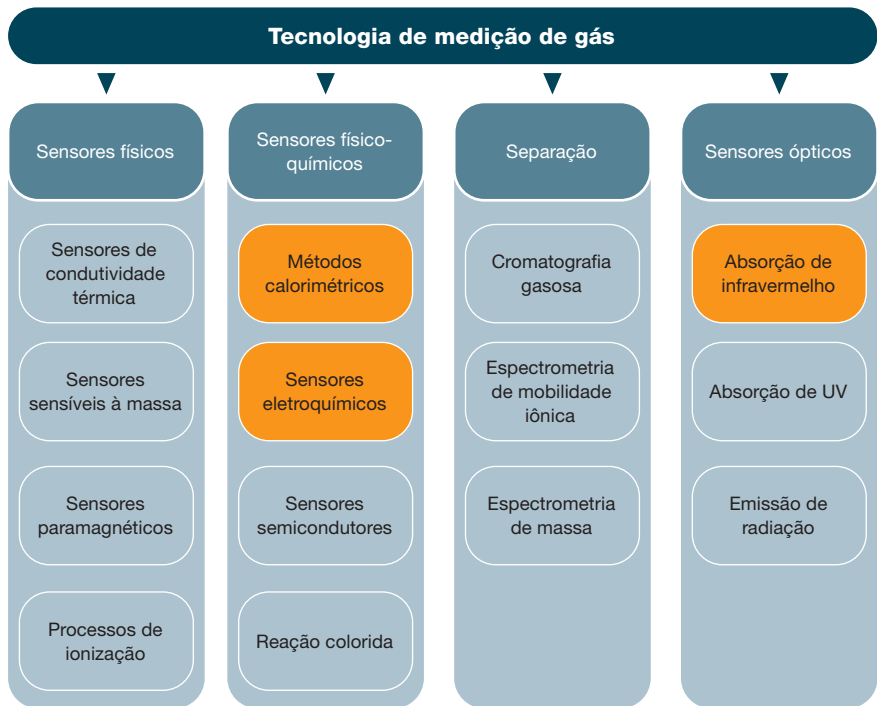 Tecnologia de medição de gás
Sensores físicos
Sensores de
condutividade
térmica
Sensores
sensíveis à massa
Sensores
paramagnéticos
Processos de
ionização
Sensores físico-
químicos
Métodos
calorimétricos
Sensores
eletroquímicos
Sensores
semicondutores
Reação colorida
Separação
Cromatografia
gasosa
Espectrometria
de mobilidade
iônica
Espectrometria
de massa
Sensores ópticos
Absorção de
infravermelho
Absorção de UV
Emissão de
radiação